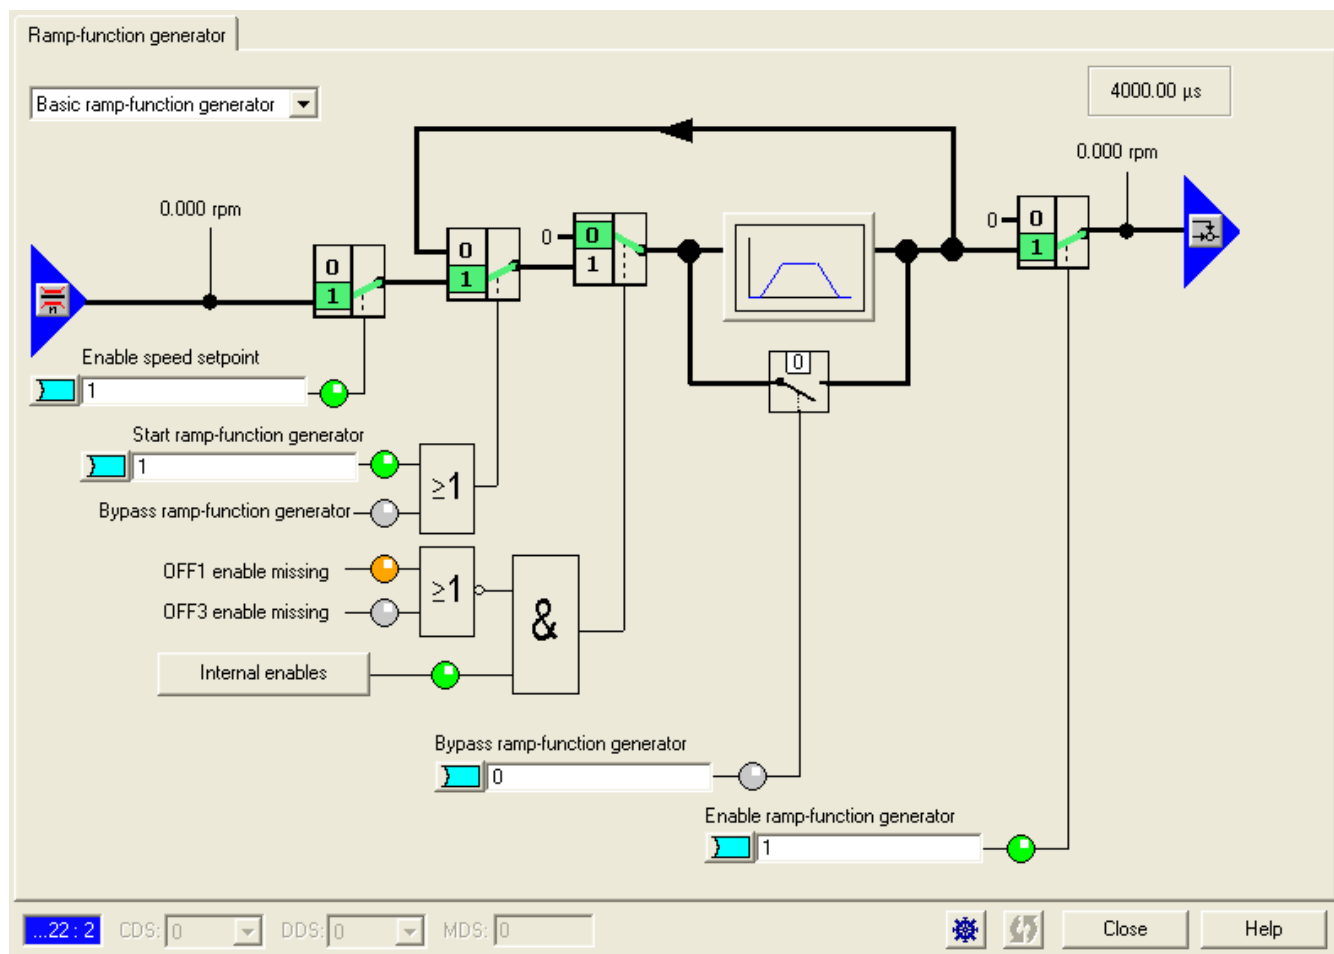 Ramp-function generator
Basic ramp-function generator
4000.00 µs
0.000 rpm
0.000 rpm
0
0
1
0
0
1
0
1
0
1
n
0
1
Enable speed setpoint
1
0
Start ramp-function generator
1
≥1
Bypass ramp-function generator
OFF1 enable missing
≥1
OFF3 enable missing
&
Internal enables
Bypass ramp-function generator
0
Enable ramp-function generator
1
...22 : 2
CDS: 0
DDS: 0
MDS: 0
Close
Help